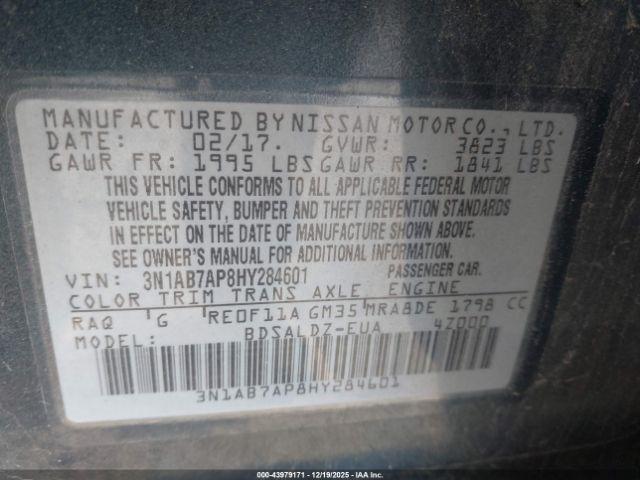 MANUFACTURED BY NISSAN MOTOR CO., LTD.
DATE: 02/17. GVWR: 3823 LBS
GAWR FR: 1995 LBS GAWR RR: 1841 LBS
THIS VEHICLE CONFORMS TO ALL APPLICABLE FEDERAL MOTOR
VEHICLE SAFETY, BUMPER AND THEFT PREVENTION STANDARDS
IN EFFECT ON THE DATE OF MANUFACTURE SHOWN ABOVE.
SEE OWNER'S MANUAL FOR ADDITIONAL INFORMATION.
VIN: 3N1AB7AP8HY284601 PASSENGER CAR.
COLOR TRIM TRANS AXLE ENGINE
RAQ G RE0F11A GM35 MRA8DE 1798 CC
MODEL: BDSALDZ-EUA 4Z000
3N1AB7AP8HY284601
000-43979171 • 12/19/2025 • IAAI.COM